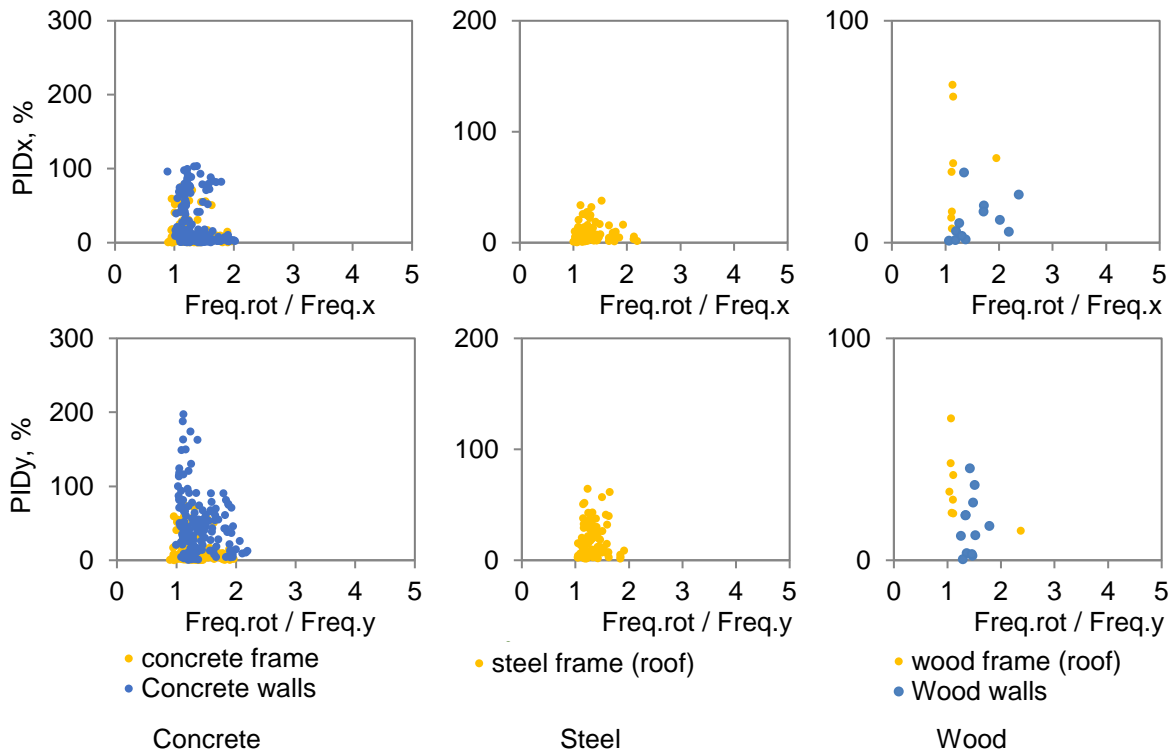 300
200
100
0
PIDx, %
0 1 2 3 4 5
Freq.rot / Freq.x
200
100
0
0 1 2 3 4 5
Freq.rot / Freq.x
100
0
0 1 2 3 4 5
Freq.rot / Freq.x
300
200
100
0
PIDy, %
0 1 2 3 4 5
Freq.rot / Freq.y
200
100
0
0 1 2 3 4 5
Freq.rot / Freq.y
100
0
0 1 2 3 4 5
Freq.rot / Freq.y
concrete frame
Concrete walls
steel frame (roof)
wood frame (roof)
Wood walls
Concrete
Steel
Wood